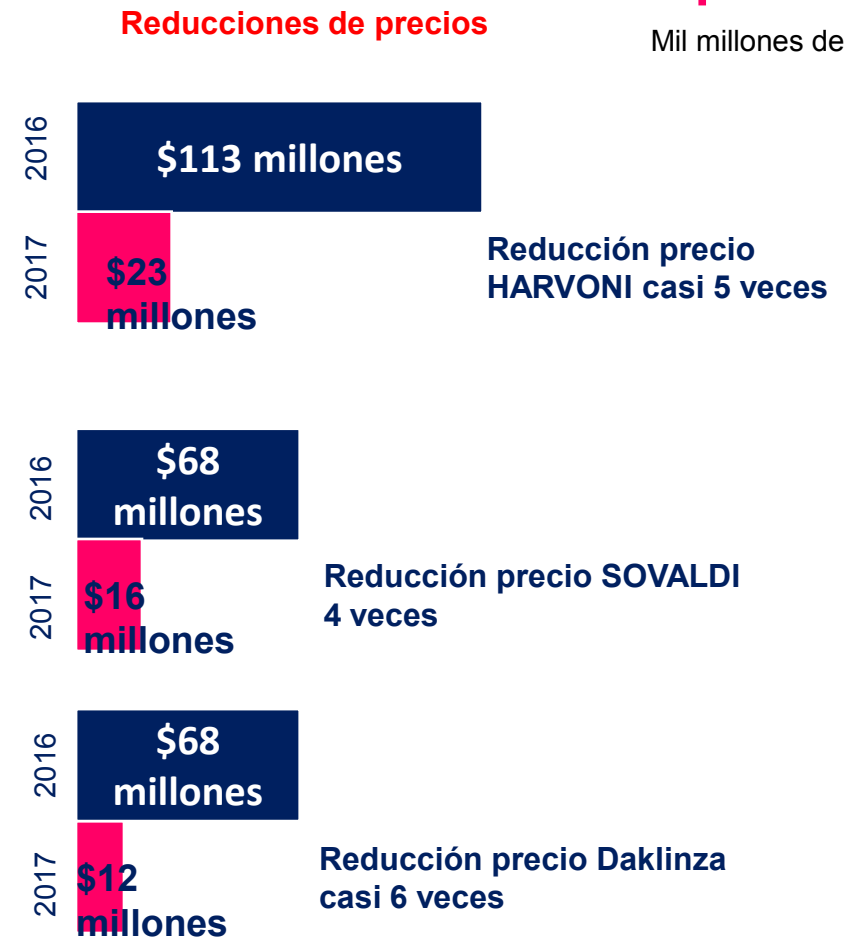 Reducciones de precios
Mil millones de
2016
$113 millones
2017
$23
millones
Reducción precio
HARVONI casi 5 veces
2016
$68
millones
2017
$16
millones
Reducción precio SOVALDI
4 veces
2016
$68
millones
2017
$12
millones
Reducción precio Daklinza
casi 6 veces